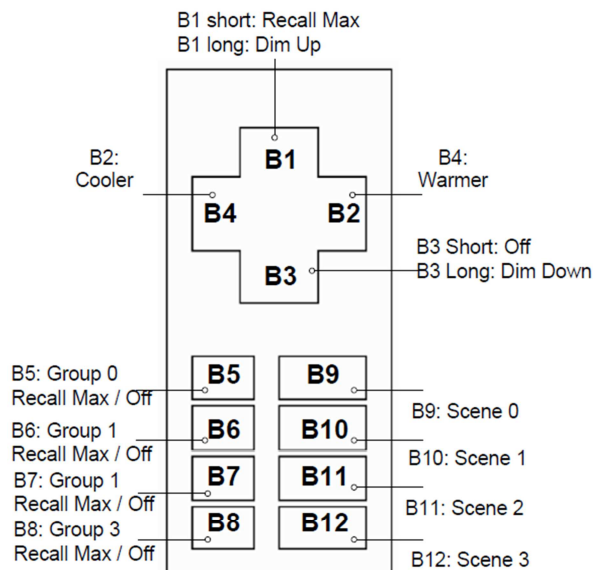 B1 short: Recall Max
B1 long: Dim Up
B1
B2:
Cooler
B4:
Warmer
B4
B2
B3 Short: Off
B3 Long: Dim Down
B3
B5: Group 0
Recall Max / Off
B5
B9
B9: Scene 0
B6: Group 1
Recall Max / Off
B6
B10
B10: Scene 1
B7: Group 1
Recall Max / Off
B7
B11
B11: Scene 2
B8: Group 3
Recall Max / Off
B8
B12
B12: Scene 3